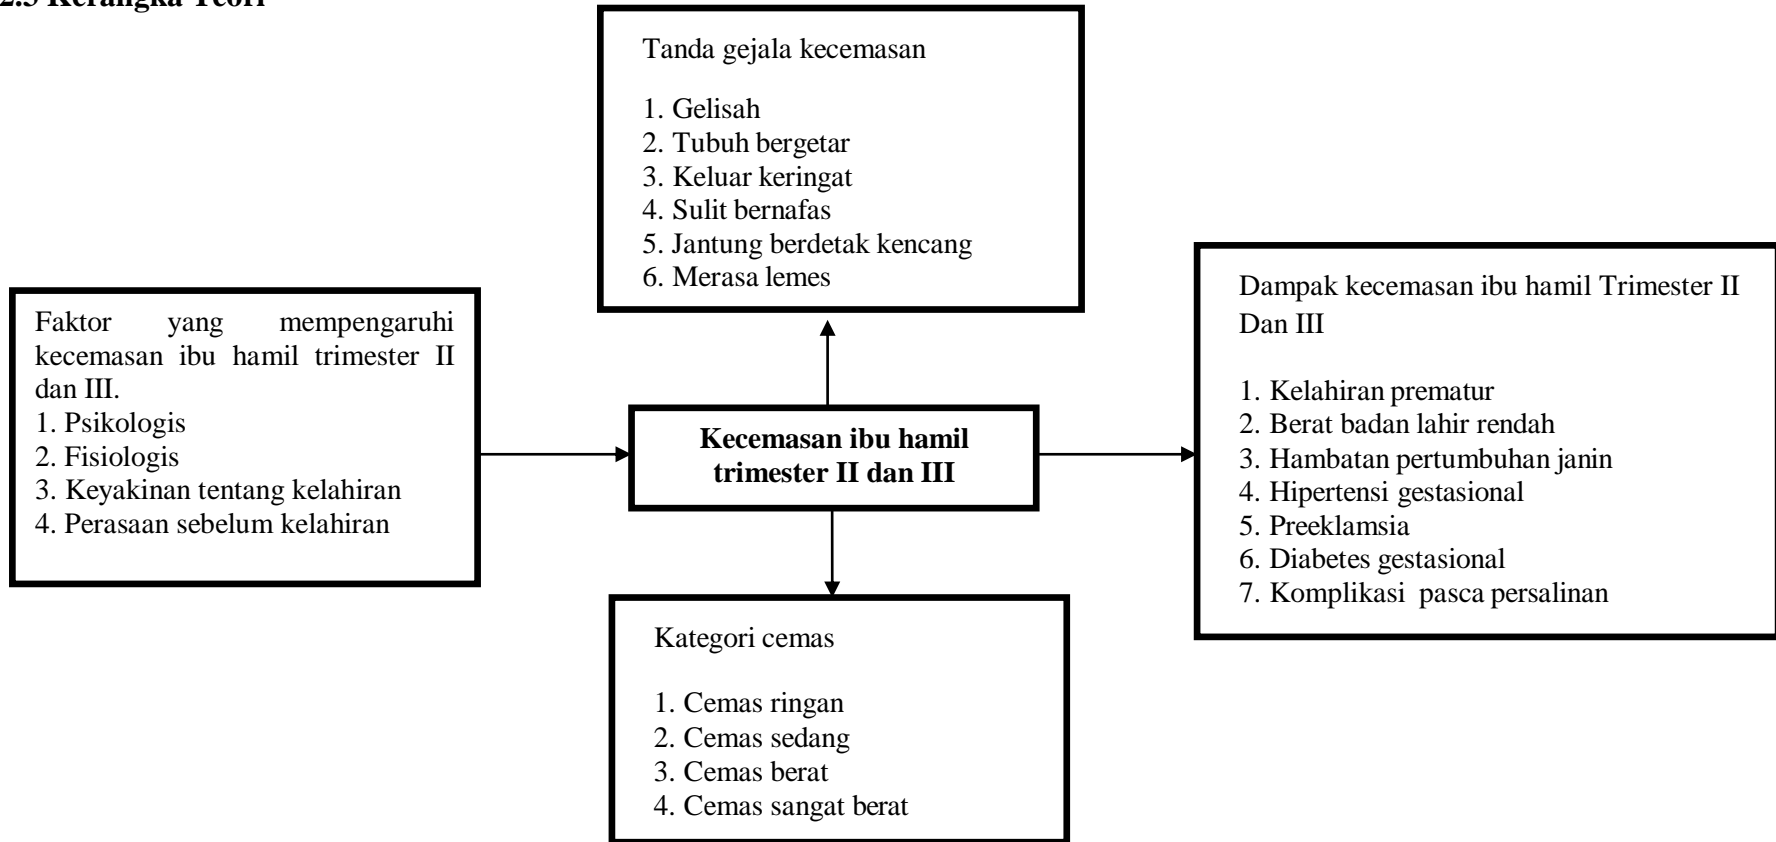 2.5 Kerangka Teori
Tanda gejala kecemasan
1. Gelisah
2. Tubuh bergetar
3. Keluar keringat
4. Sulit bernafas
5. Jantung berdetak kencang
6. Merasa lemes
Faktor yang mempengaruhi
kecemasan ibu hamil trimester II
dan III.
1. Psikologis
2. Fisiologis
3. Keyakinan tentang kelahiran
4. Perasaan sebelum kelahiran
Kecemasan ibu hamil
trimester II dan III
Dampak kecemasan ibu hamil Trimester II
Dan III
1. Kelahiran prematur
2. Berat badan lahir rendah
3. Hambatan pertumbuhan janin
4. Hipertensi gestasional
5. Preeklamsia
6. Diabetes gestasional
7. Komplikasi pasca persalinan
Kategori cemas
1. Cemas ringan
2. Cemas sedang
3. Cemas berat
4. Cemas sangat berat